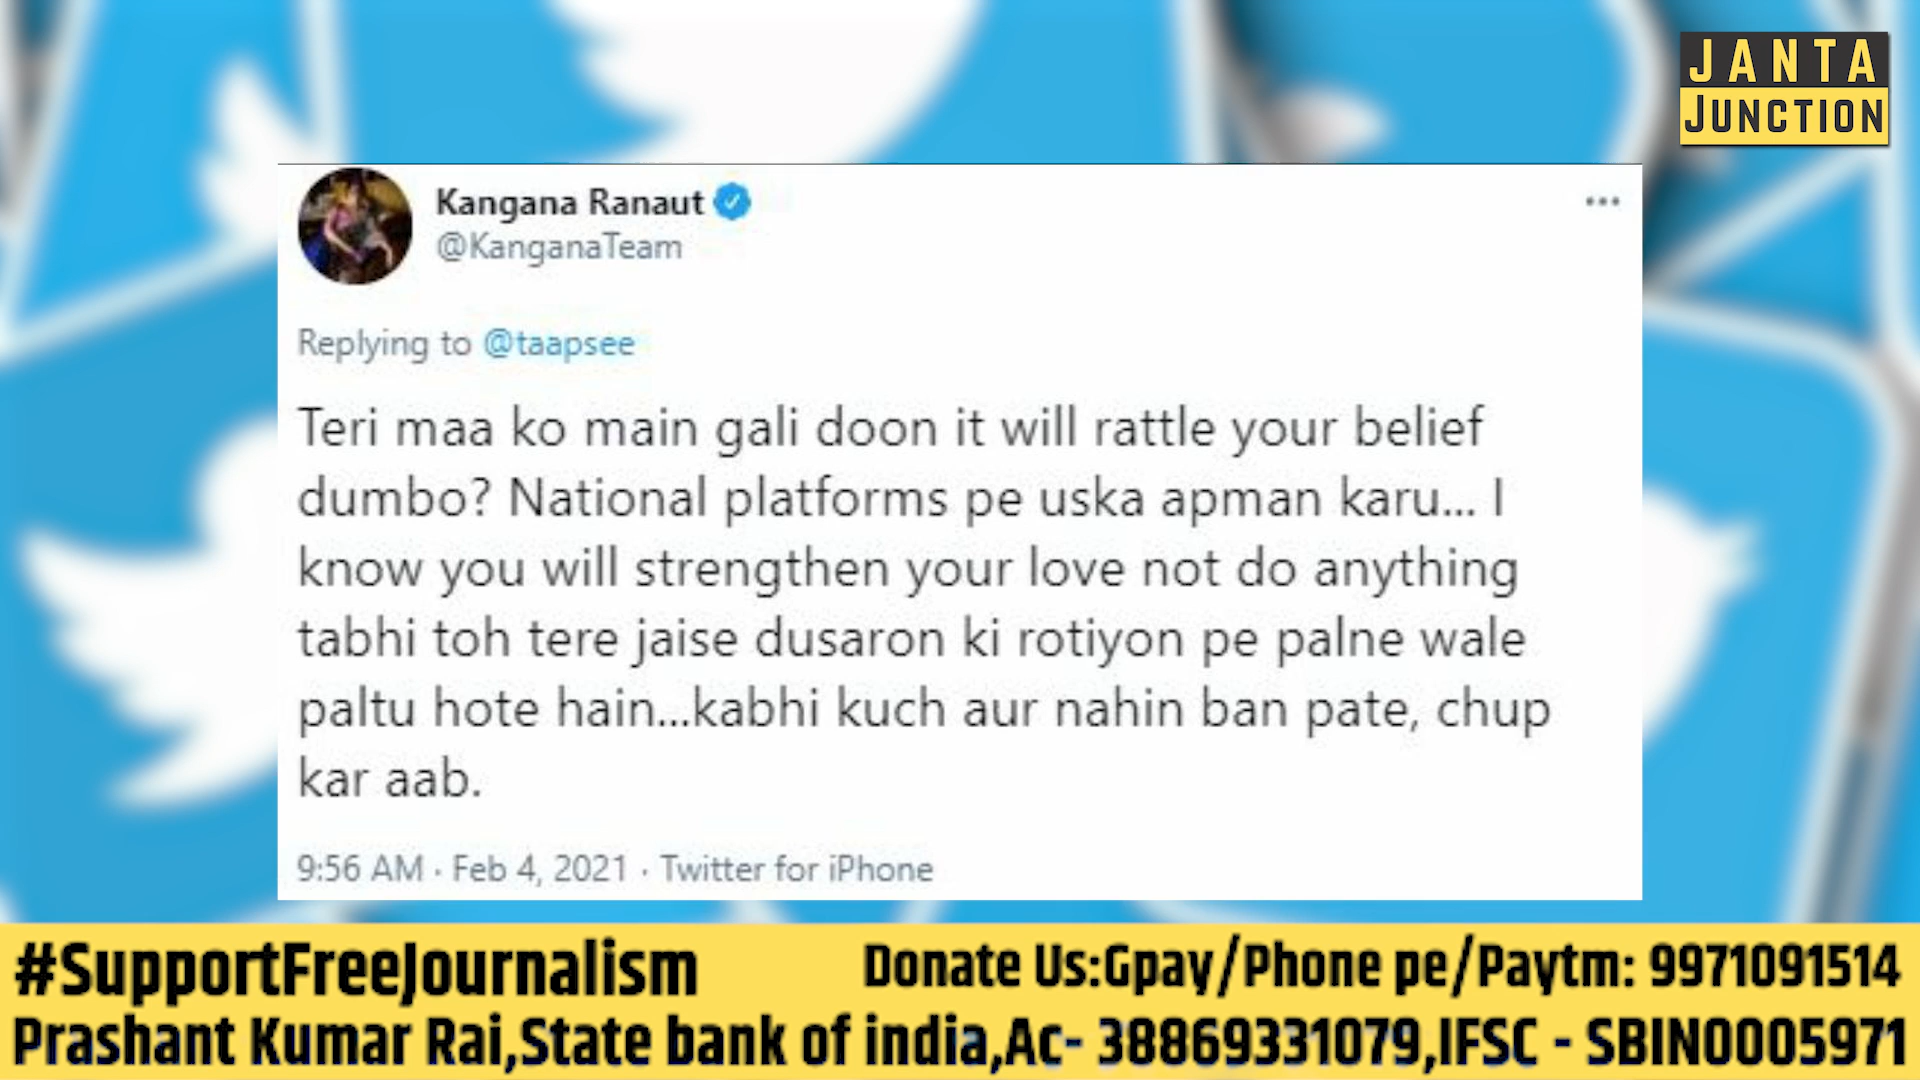 JANTA
JUNCTION
Kangana Ranaut
@KanganaTeam
Replying to @taapsee
Teri maa ko main gali doon it will rattle your belief
dumbo? National platforms pe uska apman karu... I
know you will strengthen your love not do anything
tabhi toh tere jaise dusaron ki rotiyon pe palne wale
paltu hote hain...kabhi kuch aur nahin ban pate, chup
kar aab.
9:56 AM · Feb 4, 2021 · Twitter for iPhone
#SupportFreeJournalism
Donate Us:Gpay/Phone pe/Paytm: 9971091514
Prashant Kumar Rai,State bank of india,Ac- 38869331079,IFSC - SBIN0005971